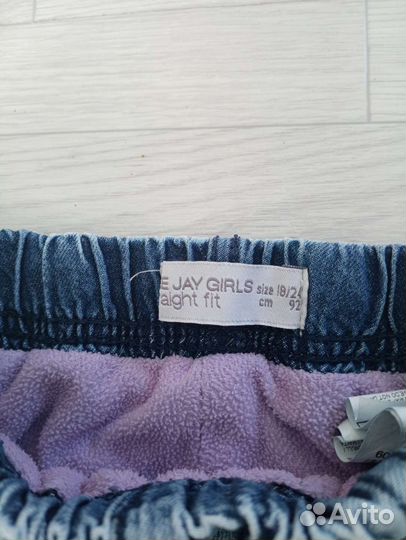 E JAY GIRLS size 18/24
aight fit cm 92
Avito